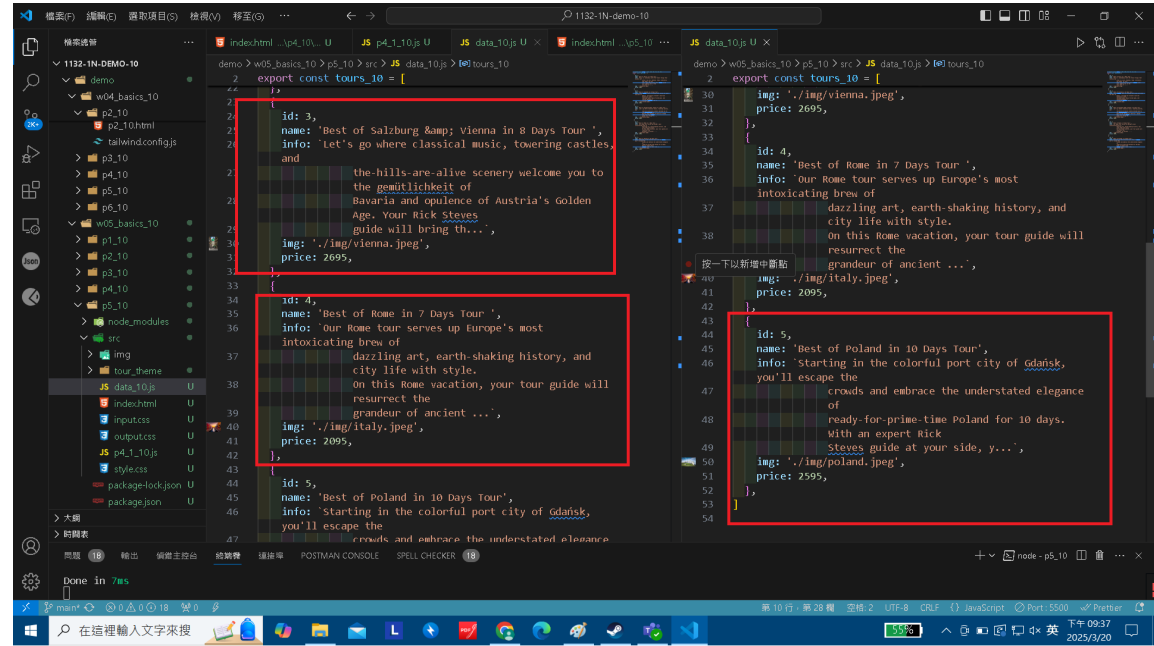 檔案(F) 編輯(E) 選取項目(S) 檢視(V) 移至(G) ··· 1132-1N-demo-10
檔案總管 ···
index.html ...\p4_10\... U JS p4_1_10.js U JS data_10.js U index.html ...\p5_10 ··· JS data_10.js U
1132-1N-DEMO-10
demo
w04_basics_10
p2_10
p2_10.html
tailwind.config.js
p3_10
p4_10
p5_10
p6_10
w05_basics_10
p1_10
p2_10
p3_10
p4_10
p5_10
node_modules
src
img
tour_theme
JS data_10.js U
index.html U
input.css U
output.css U
JS p4_1_10.js U
style.css U
package-lock.json U
package.json U
大綱
時間表
2K+
Json
demo > w05_basics_10 > p5_10 > src > JS data_10.js > tours_10
2 export const tours_10 = [
22 },
23 {
24 id: 3,
25 name: 'Best of Salzburg &amp; Vienna in 8 Days Tour ',
26 info: `Let's go where classical music, towering castles,
and
27 the-hills-are-alive scenery welcome you to
the gemütlichkeit of
28 Bavaria and opulence of Austria's Golden
Age. Your Rick Steves
29 guide will bring th...`,
30 img: './img/vienna.jpeg',
31 price: 2695,
32 },
33 {
34 id: 4,
35 name: 'Best of Rome in 7 Days Tour ',
36 info: `Our Rome tour serves up Europe's most
intoxicating brew of
37 dazzling art, earth-shaking history, and
city life with style.
38 On this Rome vacation, your tour guide will
resurrect the
39 grandeur of ancient ...`,
40 img: './img/italy.jpeg',
41 price: 2095,
42 },
43 {
44 id: 5,
45 name: 'Best of Poland in 10 Days Tour',
46 info: `Starting in the colorful port city of Gdańsk,
you'll escape the
47 crowds and embrace the understated elegance
demo > w05_basics_10 > p5_10 > src > JS data_10.js > tours_10
2 export const tours_10 = [
30 img: './img/vienna.jpeg',
31 price: 2695,
32 },
33 {
34 id: 4,
35 name: 'Best of Rome in 7 Days Tour ',
36 info: `Our Rome tour serves up Europe's most
intoxicating brew of
37 dazzling art, earth-shaking history, and
city life with style.
38 On this Rome vacation, your tour guide will
resurrect the
按一下以新增中斷點 grandeur of ancient ...`,
40 img: './img/italy.jpeg',
41 price: 2095,
42 },
43 {
44 id: 5,
45 name: 'Best of Poland in 10 Days Tour',
46 info: `Starting in the colorful port city of Gdańsk,
you'll escape the
47 crowds and embrace the understated elegance
of
48 ready-for-prime-time Poland for 10 days.
With an expert Rick
49 Steves guide at your side, y...`,
50 img: './img/poland.jpeg',
51 price: 2595,
52 },
53 ]
54
問題 18 輸出 偵錯主控台 終端機 連接埠 POSTMAN CONSOLE SPELL CHECKER 18 node - p5_10 ···
Done in 7ms
main* 0 0 18 0 第 10 行，第 28 欄 空格: 2 UTF-8 CRLF {} JavaScript Port : 5500 Prettier
在這裡輸入文字來搜 L PDF 55% 英 下午 09:37
2025/3/20